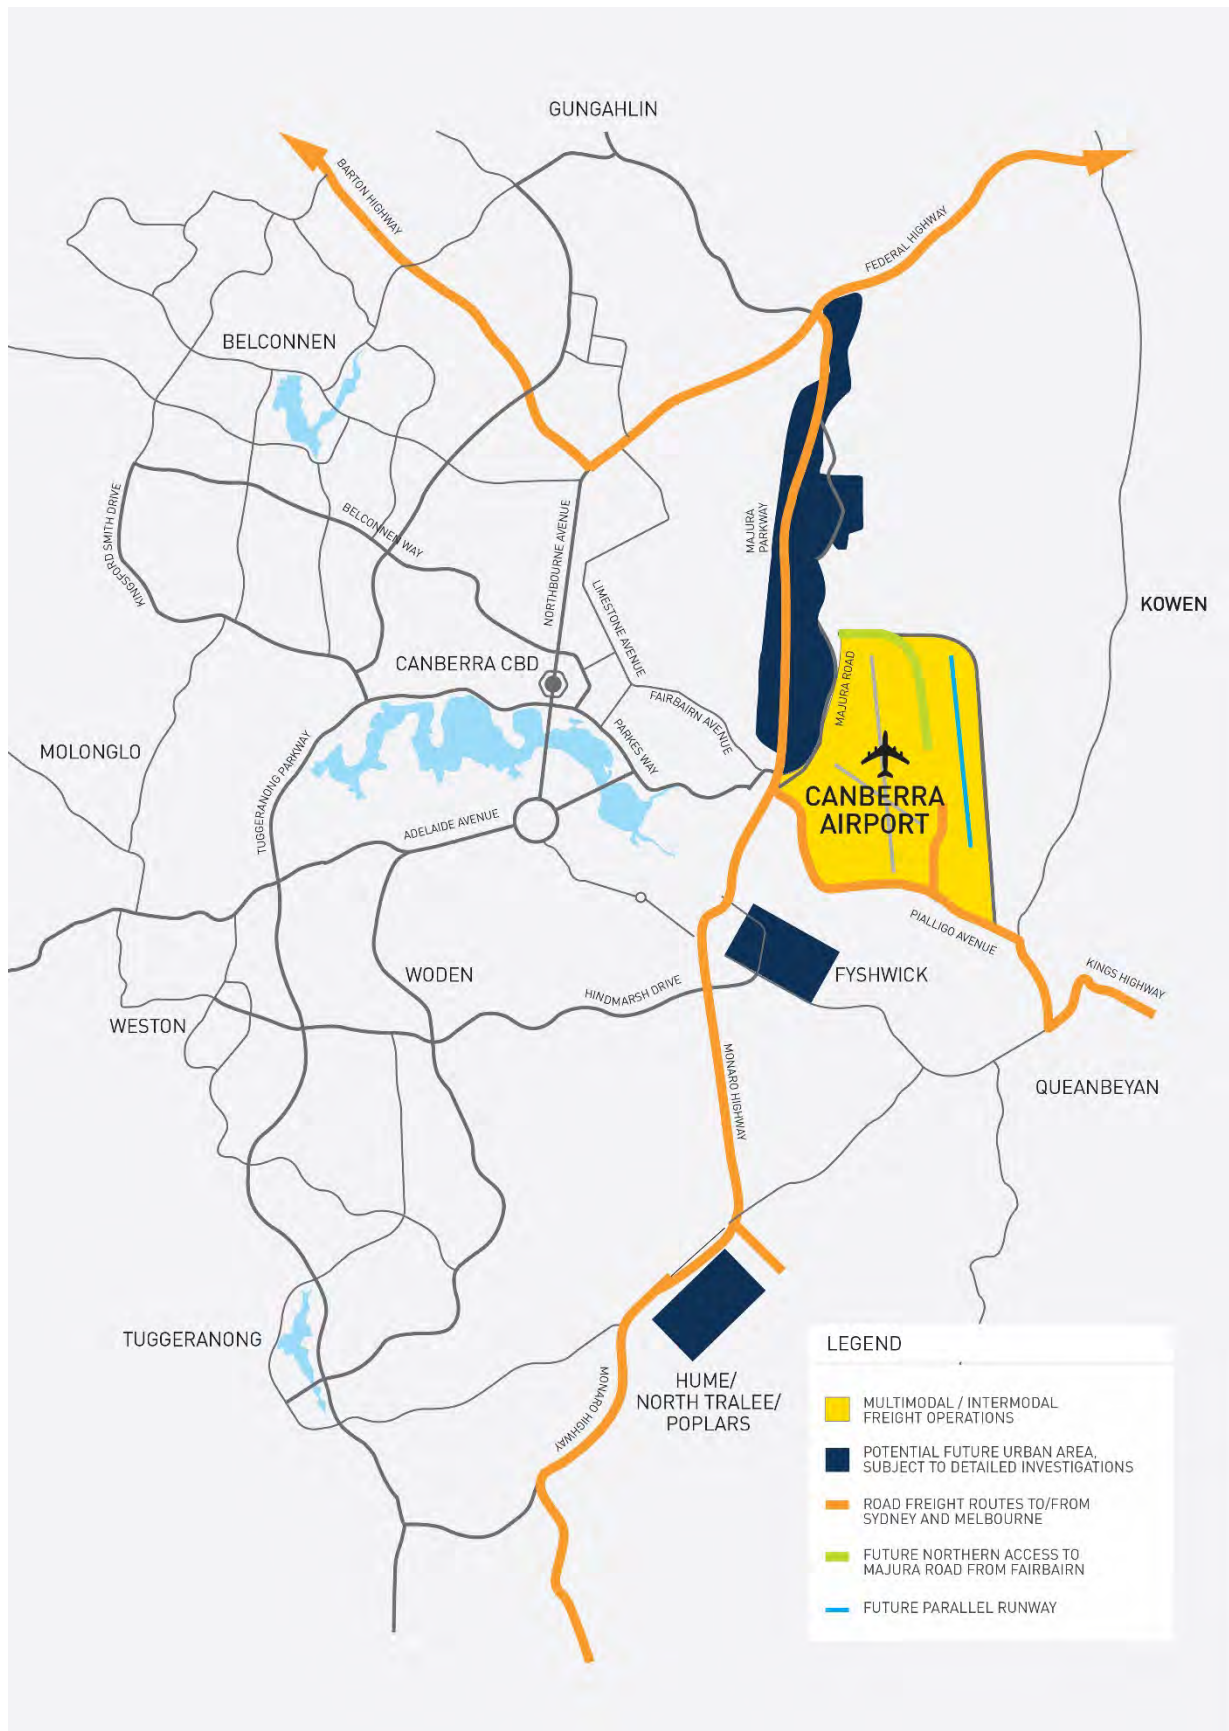 GUNGAHLIN
BARTON HIGHWAY
FEDERAL HIGHWAY
BELCONNEN
KINGSFORD SMITH DRIVE
BELCONNEN WAY
NORTHBOURNE AVENUE
MAJURA
PARKWAY
LIMESTONE AVENUE
KOWEN
CANBERRA CBD
FAIRBAIRN AVENUE
MAJURA ROAD
PARKES WAY
MOLONGLO
TUGGERANONG PARKWAY
CANBERRA
AIRPORT
ADELAIDE AVENUE
PIALLIGO AVENUE
WODEN
HINDMARSH DRIVE
FYSHWICK
KINGS HIGHWAY
WESTON
MONARO HIGHWAY
QUEANBEYAN
TUGGERANONG
HUME/
NORTH TRALEE/
POPLARS
MONARO HIGHWAY
LEGEND
MULTIMODAL / INTERMODAL
FREIGHT OPERATIONS
POTENTIAL FUTURE URBAN AREA,
SUBJECT TO DETAILED INVESTIGATIONS
ROAD FREIGHT ROUTES TO/FROM
SYDNEY AND MELBOURNE
FUTURE NORTHERN ACCESS TO
MAJURA ROAD FROM FAIRBAIRN
FUTURE PARALLEL RUNWAY